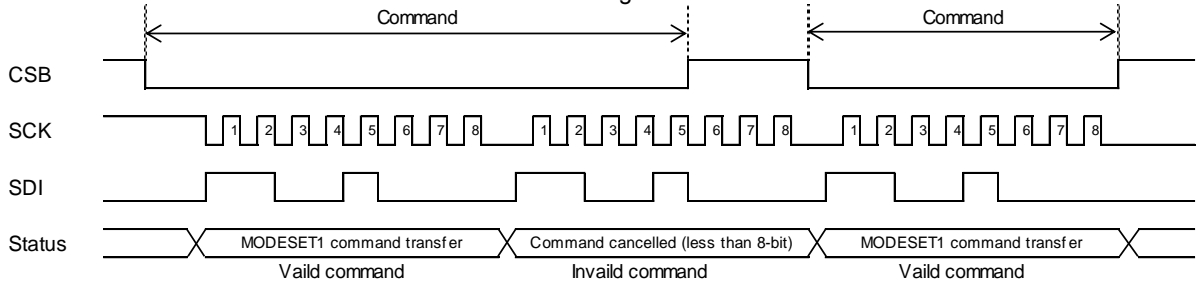 Command Command
CSB
SCK 1 2 3 4 5 6 7 8 1 2 3 4 5 6 7 8 1 2 3 4 5 6 7 8
SDI
Status MODESET1 command transfer Command cancelled (less than 8-bit) MODESET1 command transfer
Vaild command Invaild command Vaild command